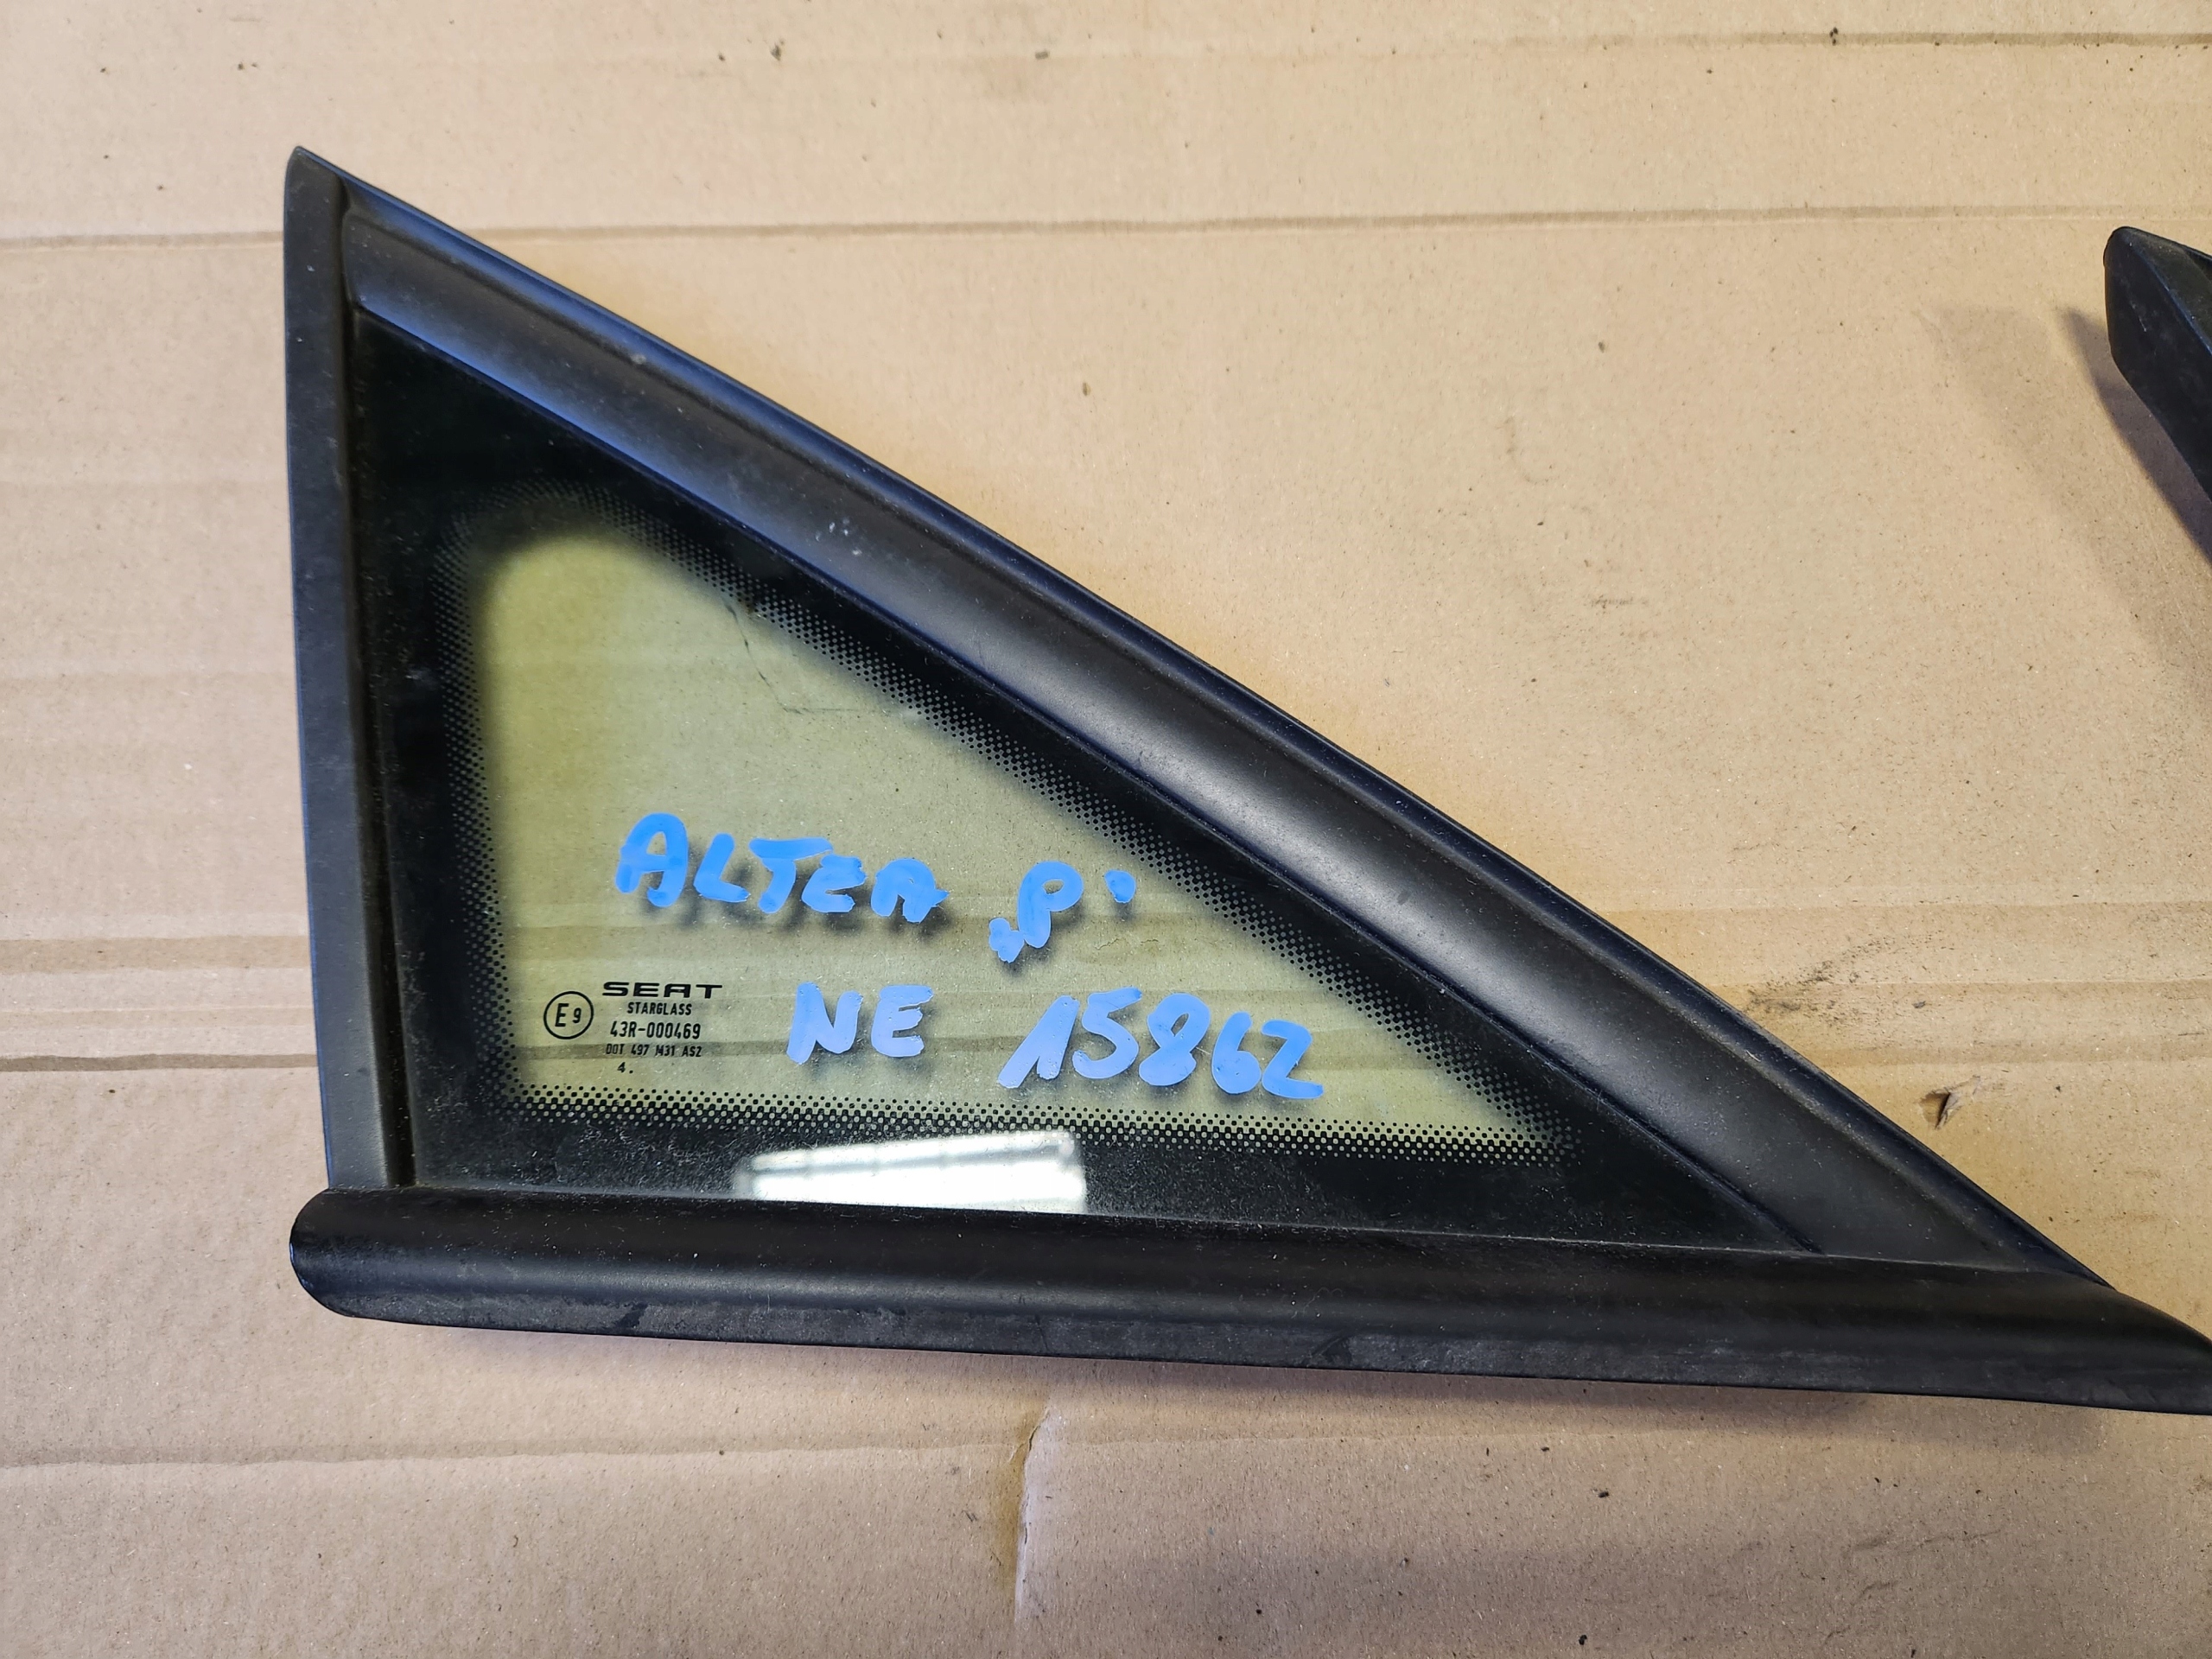 ALTEA „P"
NE 15862
SEAT
STARGLASS
E9
43R-000469
DOT 497 M31 AS2
4.